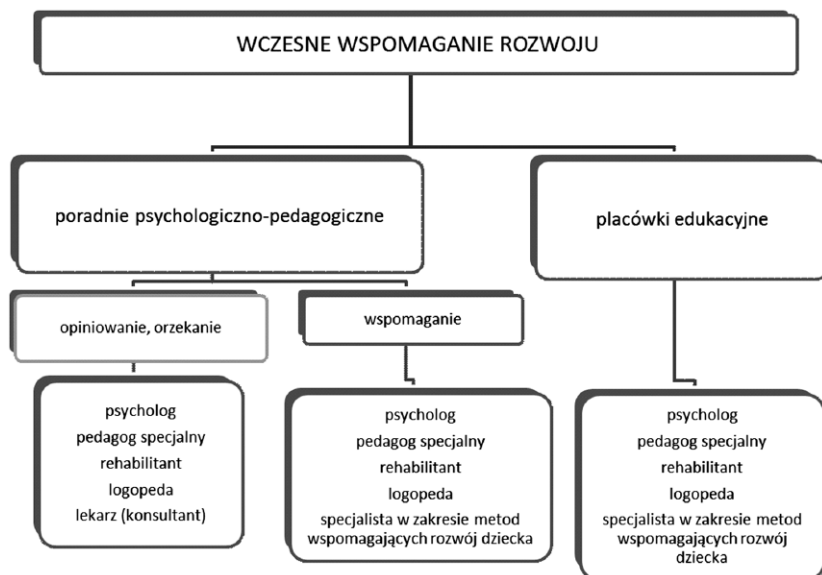 WCZESNE WSPOMAGANIE ROZWOJU
poradnie psychologiczno-pedagogiczne
placówki edukacyjne
opiniowanie, orzekanie
wspomaganie
psycholog
pedagog specjalny
rehabilitant
logopeda
lekarz (konsultant)
psycholog
pedagog specjalny
rehabilitant
logopeda
specjalista w zakresie metod
wspomagających rozwój dziecka
psycholog
pedagog specjalny
rehabilitant
logopeda
specjalista w zakresie metod
wspomagających rozwój
dziecka